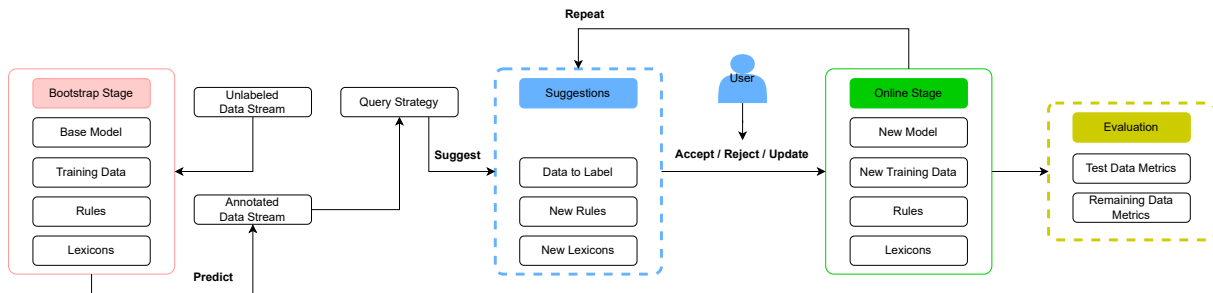 Repeat
Bootstrap Stage
Base Model
Training Data
Rules
Lexicons
Unlabeled
Data Stream
Annotated
Data Stream
Predict
Query Strategy
Suggest
Suggestions
Data to Label
New Rules
New Lexicons
User
Accept / Reject / Update
Online Stage
New Model
New Training Data
Rules
Lexicons
Evaluation
Test Data Metrics
Remaining Data
Metrics